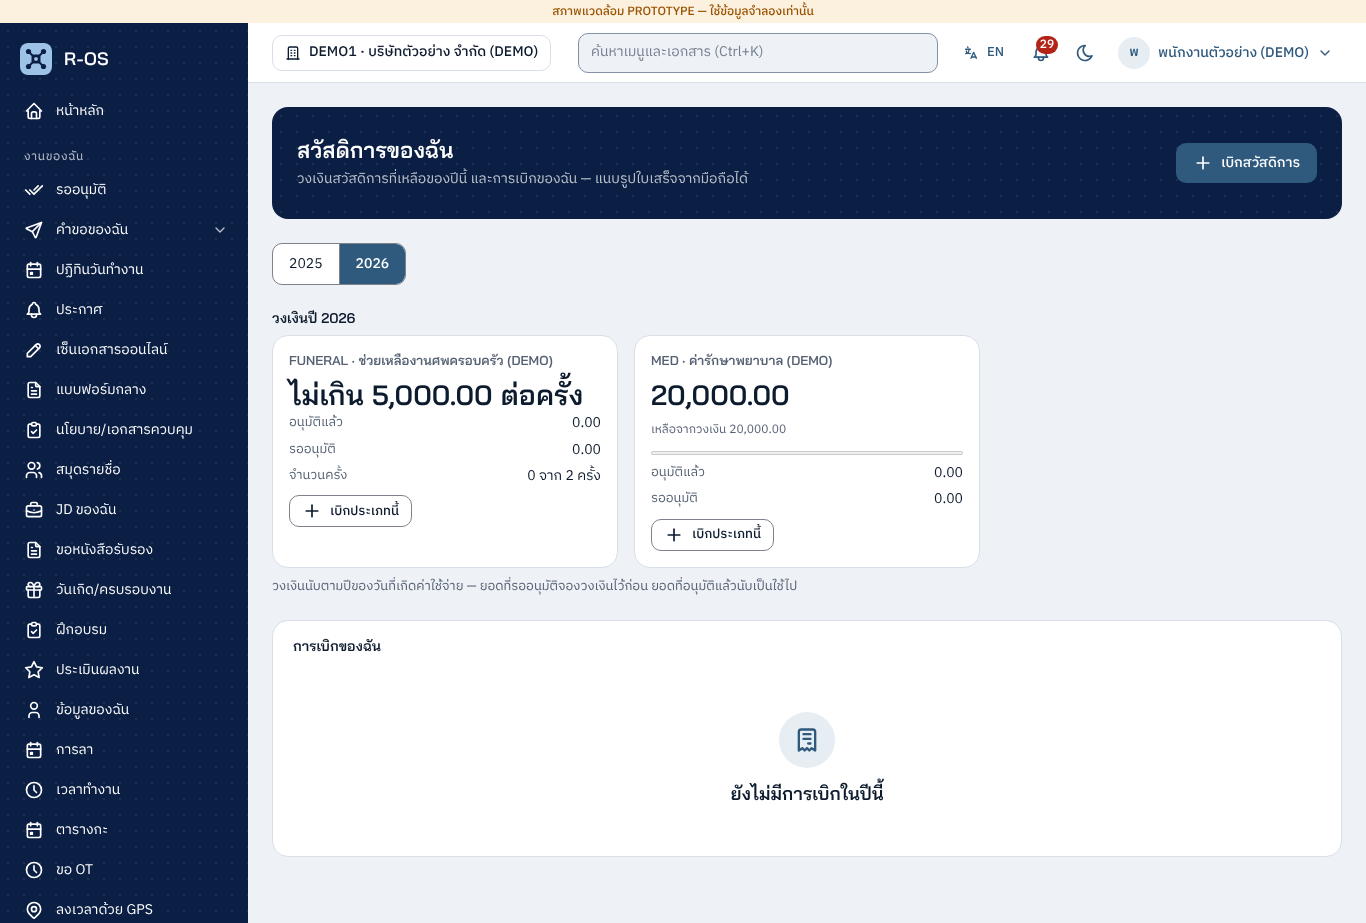 สภาพแวดล้อม PROTOTYPE — ใช้ข้อมูลจำลองเท่านั้น
R-OS
DEMO1 · บริษัทตัวอย่าง จำกัด (DEMO)
ค้นหาเมนูและเอกสาร (Ctrl+K)
EN
29
พ
พนักงานตัวอย่าง (DEMO)
หน้าหลัก
งานของฉัน
รออนุมัติ
คำขอของฉัน
ปฏิทินวันทำงาน
ประกาศ
เซ็นเอกสารออนไลน์
แบบฟอร์มกลาง
นโยบาย/เอกสารควบคุม
สมุดรายชื่อ
JD ของฉัน
ขอหนังสือรับรอง
วันเกิด/ครบรอบงาน
ฝึกอบรม
ประเมินผลงาน
ข้อมูลของฉัน
การลา
เวลาทำงาน
ตารางกะ
ขอ OT
ลงเวลาด้วย GPS
สวัสดิการของฉัน
วงเงินสวัสดิการที่เหลือของปีนี้ และการเบิกของฉัน — แนบรูปใบเสร็จจากมือถือได้
เบิกสวัสดิการ
2025
2026
วงเงินปี 2026
FUNERAL · ช่วยเหลืองานศพครอบครัว (DEMO)
ไม่เกิน 5,000.00 ต่อครั้ง
อนุมัติแล้ว 0.00
รออนุมัติ 0.00
จำนวนครั้ง 0 จาก 2 ครั้ง
เบิกประเภทนี้
MED · ค่ารักษาพยาบาล (DEMO)
20,000.00
เหลือจากวงเงิน 20,000.00
อนุมัติแล้ว 0.00
รออนุมัติ 0.00
เบิกประเภทนี้
วงเงินนับตามปีของวันที่เกิดค่าใช้จ่าย — ยอดที่รออนุมัติจองวงเงินไว้ก่อน ยอดที่อนุมัติแล้วนับเป็นใช้ไป
การเบิกของฉัน
ยังไม่มีการเบิกในปีนี้